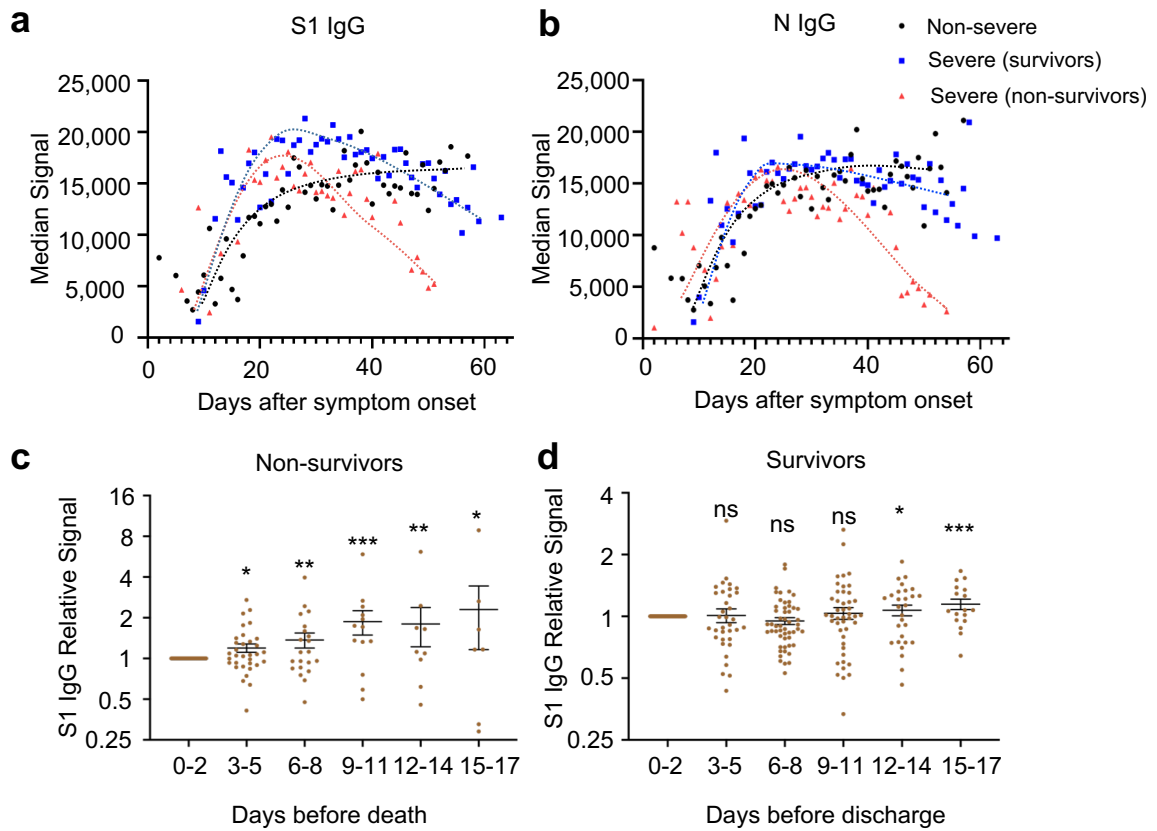 a
S1 IgG
Median Signal
25,000
20,000
15,000
10,000
5,000
0
0 20 40 60
Days after symptom onset
b
N IgG
Non-severe
Severe (survivors)
Severe (non-survivors)
Median Signal
25,000
20,000
15,000
10,000
5,000
0
0 20 40 60
Days after symptom onset
c
Non-survivors
S1 IgG Relative Signal
16
8
4
2
1
0.5
0.25
* ** *** ** *
0-2 3-5 6-8 9-11 12-14 15-17
Days before death
d
Survivors
S1 IgG Relative Signal
4
2
1
0.5
0.25
ns ns ns * ***
0-2 3-5 6-8 9-11 12-14 15-17
Days before discharge